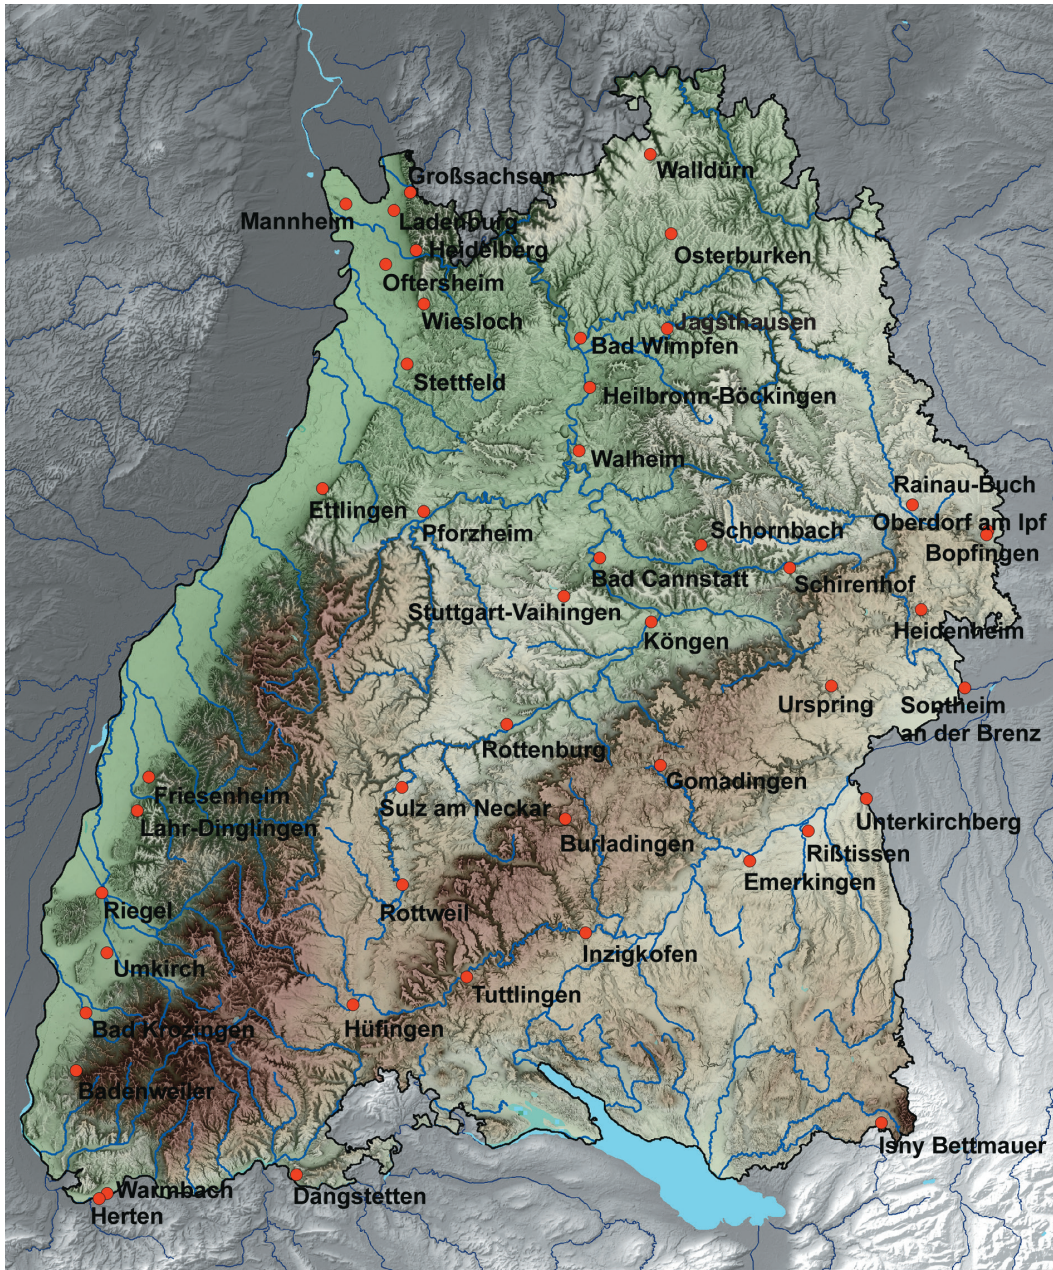 Walldürn
Großsachsen
Mannheim
Ladenburg
Heidelberg
Osterburken
Oftersheim
Wiesloch
Jagsthausen
Bad Wimpfen
Stettfeld
Heilbronn-Böckingen
Walheim
Rainau-Buch
Ettlingen
Oberdorf am Ipf
Pforzheim
Schornbach
Bopfingen
Bad Cannstatt
Schirenhof
Stuttgart-Vaihingen
Heidenheim
Köngen
Urspring
Sontheim
an der Brenz
Rottenburg
Gomadingen
Friesenheim
Sulz am Neckar
Lahr-Dinglingen
Unterkirchberg
Burladingen
Rißtissen
Emerkingen
Riegel
Rottweil
Inzigkofen
Umkirch
Tuttlingen
Bad Krozingen
Hüfingen
Badenweiler
Isny Bettmauer
Warmbach
Dangstetten
Herten